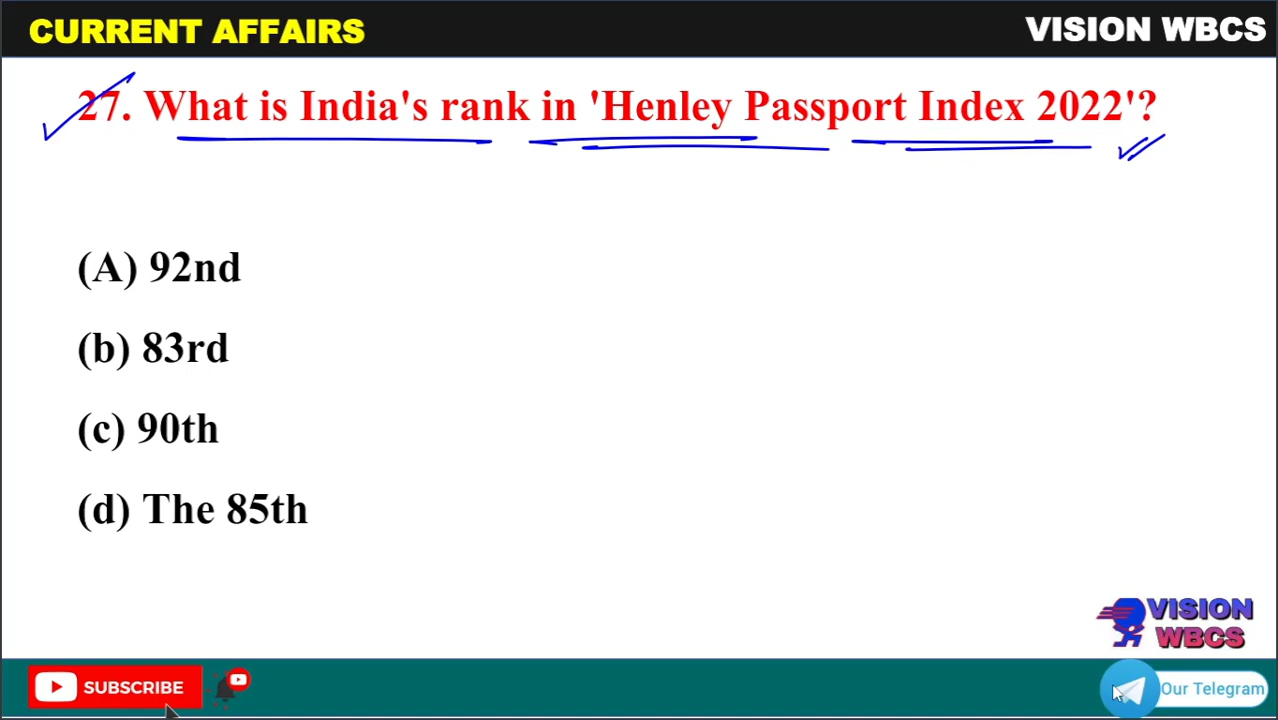 CURRENT AFFAIRS
VISION WBCS
27. What is India's rank in 'Henley Passport Index 2022'?
(A) 92nd
(b) 83rd
(c) 90th
(d) The 85th
VISION
WBCS
SUBSCRIBE
Our Telegram